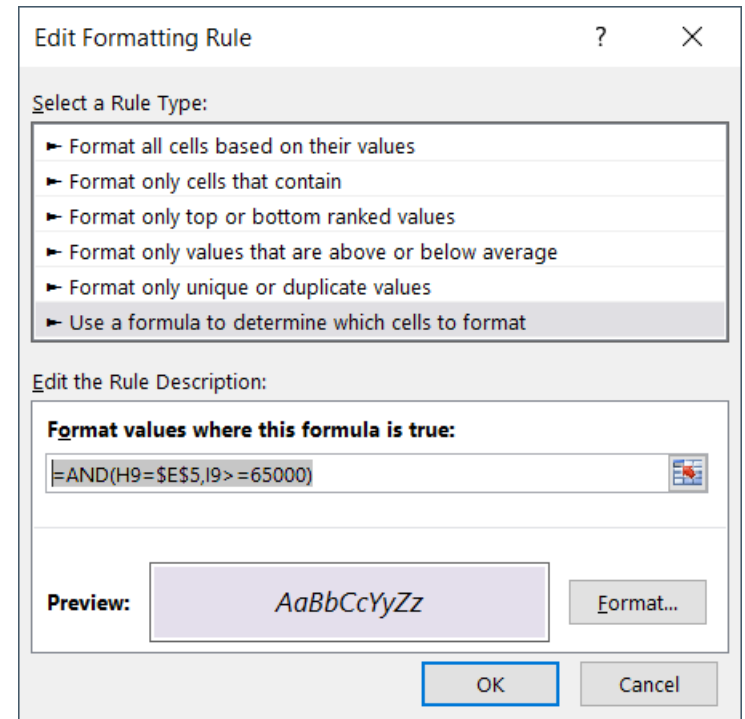 Edit Formatting Rule ? ×
Select a Rule Type:
► Format all cells based on their values
► Format only cells that contain
► Format only top or bottom ranked values
► Format only values that are above or below average
► Format only unique or duplicate values
► Use a formula to determine which cells to format
Edit the Rule Description:
Format values where this formula is true:
=AND(H9=$E$5,I9>=65000)
Preview: AaBbCcYyZz Format...
OK Cancel